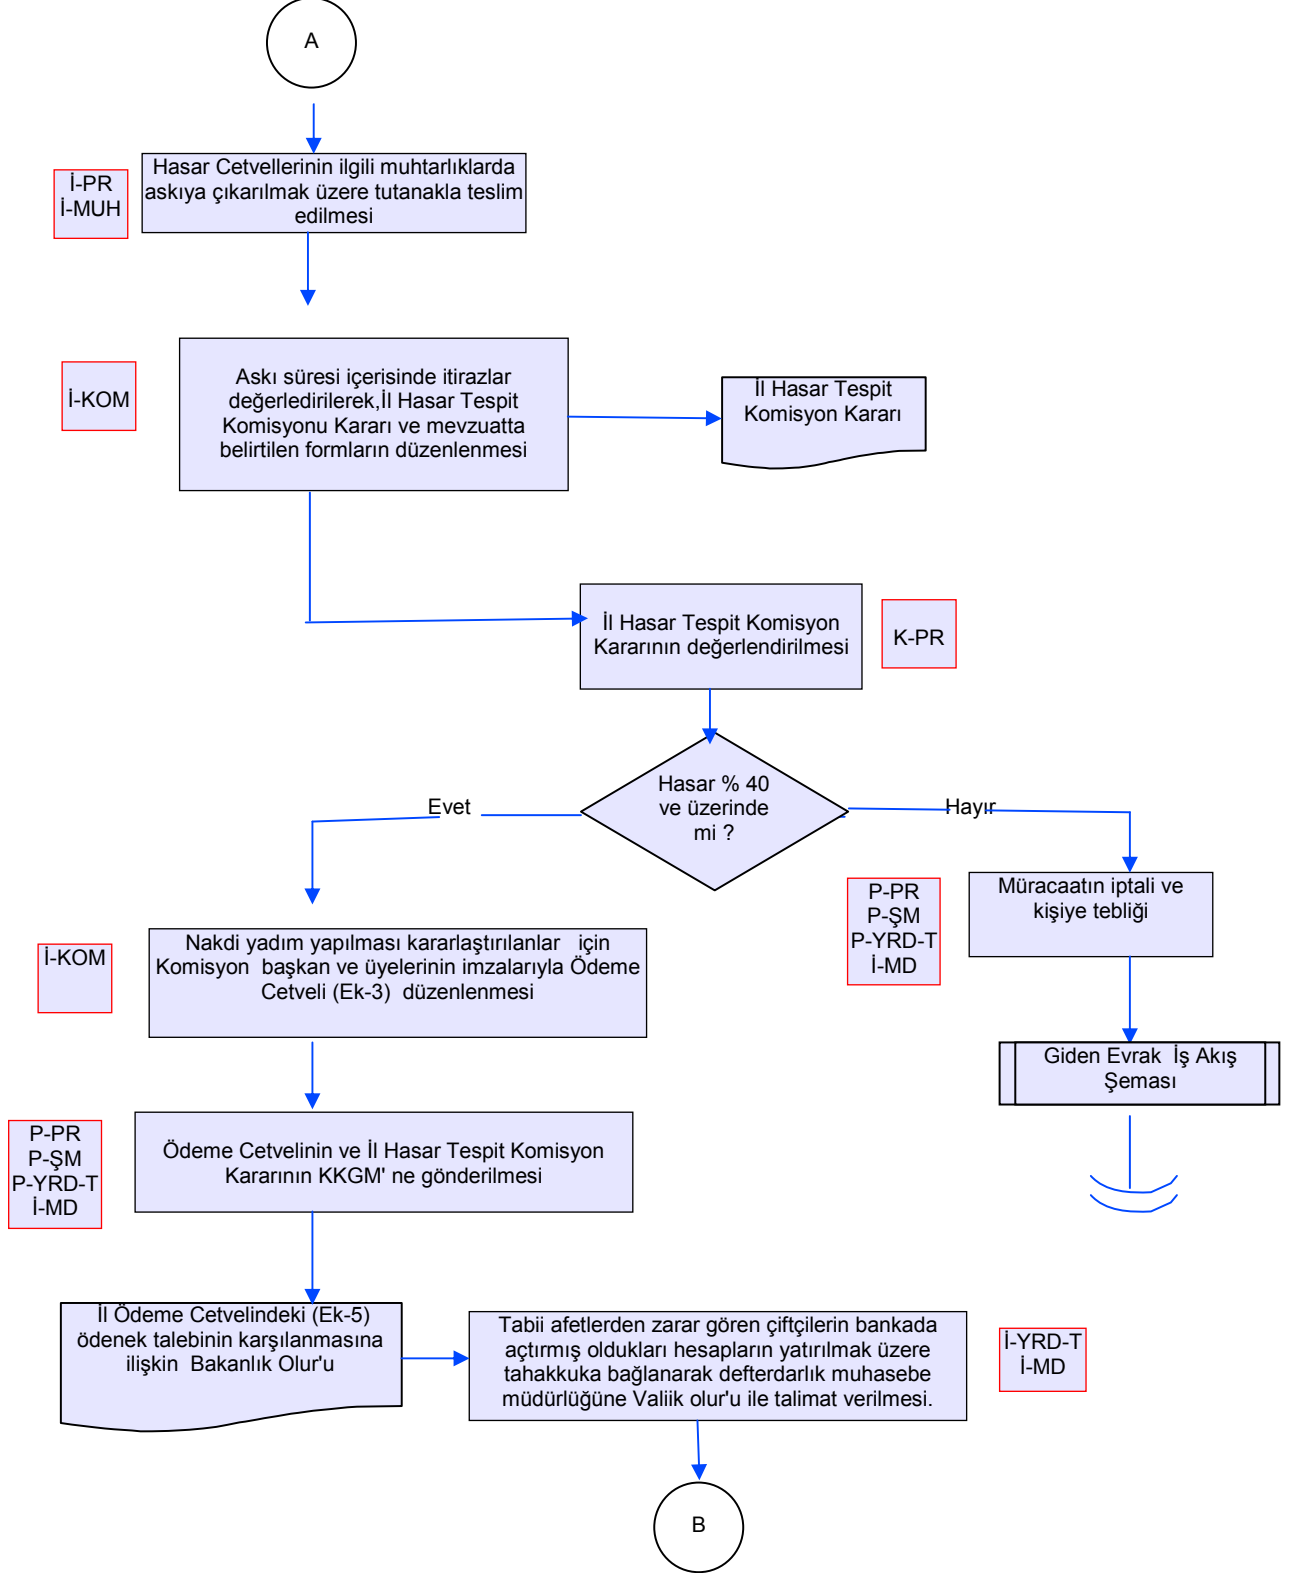 A
İ-PR
İ-MUH
Hasar Cetvellerinin ilgili muhtarlıklarda
askıya çıkarılmak üzere tutanakla teslim
edilmesi
İ-KOM
Askı süresi içerisinde itirazlar
değerledirilerek,İl Hasar Tespit
Komisyonu Kararı ve mevzuatta
belirtilen formların düzenlenmesi
İl Hasar Tespit
Komisyon Kararı
İl Hasar Tespit Komisyon
Kararının değerlendirilmesi
K-PR
Hasar % 40
ve üzerinde
mi ?
Evet
Hayır
P-PR
P-ŞM
P-YRD-T
İ-MD
Müracaatın iptali ve
kişiye tebliği
İ-KOM
Nakdi yadım yapılması kararlaştırılanlar için
Komisyon başkan ve üyelerinin imzalarıyla Ödeme
Cetveli (Ek-3) düzenlenmesi
Giden Evrak İş Akış
Şeması
P-PR
P-ŞM
P-YRD-T
İ-MD
Ödeme Cetvelinin ve İl Hasar Tespit Komisyon
Kararının KKGM' ne gönderilmesi
İl Ödeme Cetvelindeki (Ek-5)
ödenek talebinin karşılanmasına
ilişkin Bakanlık Olur'u
Tabii afetlerden zarar gören çiftçilerin bankada
açtırmış oldukları hesapların yatırılmak üzere
tahakkuka bağlanarak defterdarlık muhasebe
müdürlüğüne Valiik olur'u ile talimat verilmesi.
İ-YRD-T
İ-MD
B